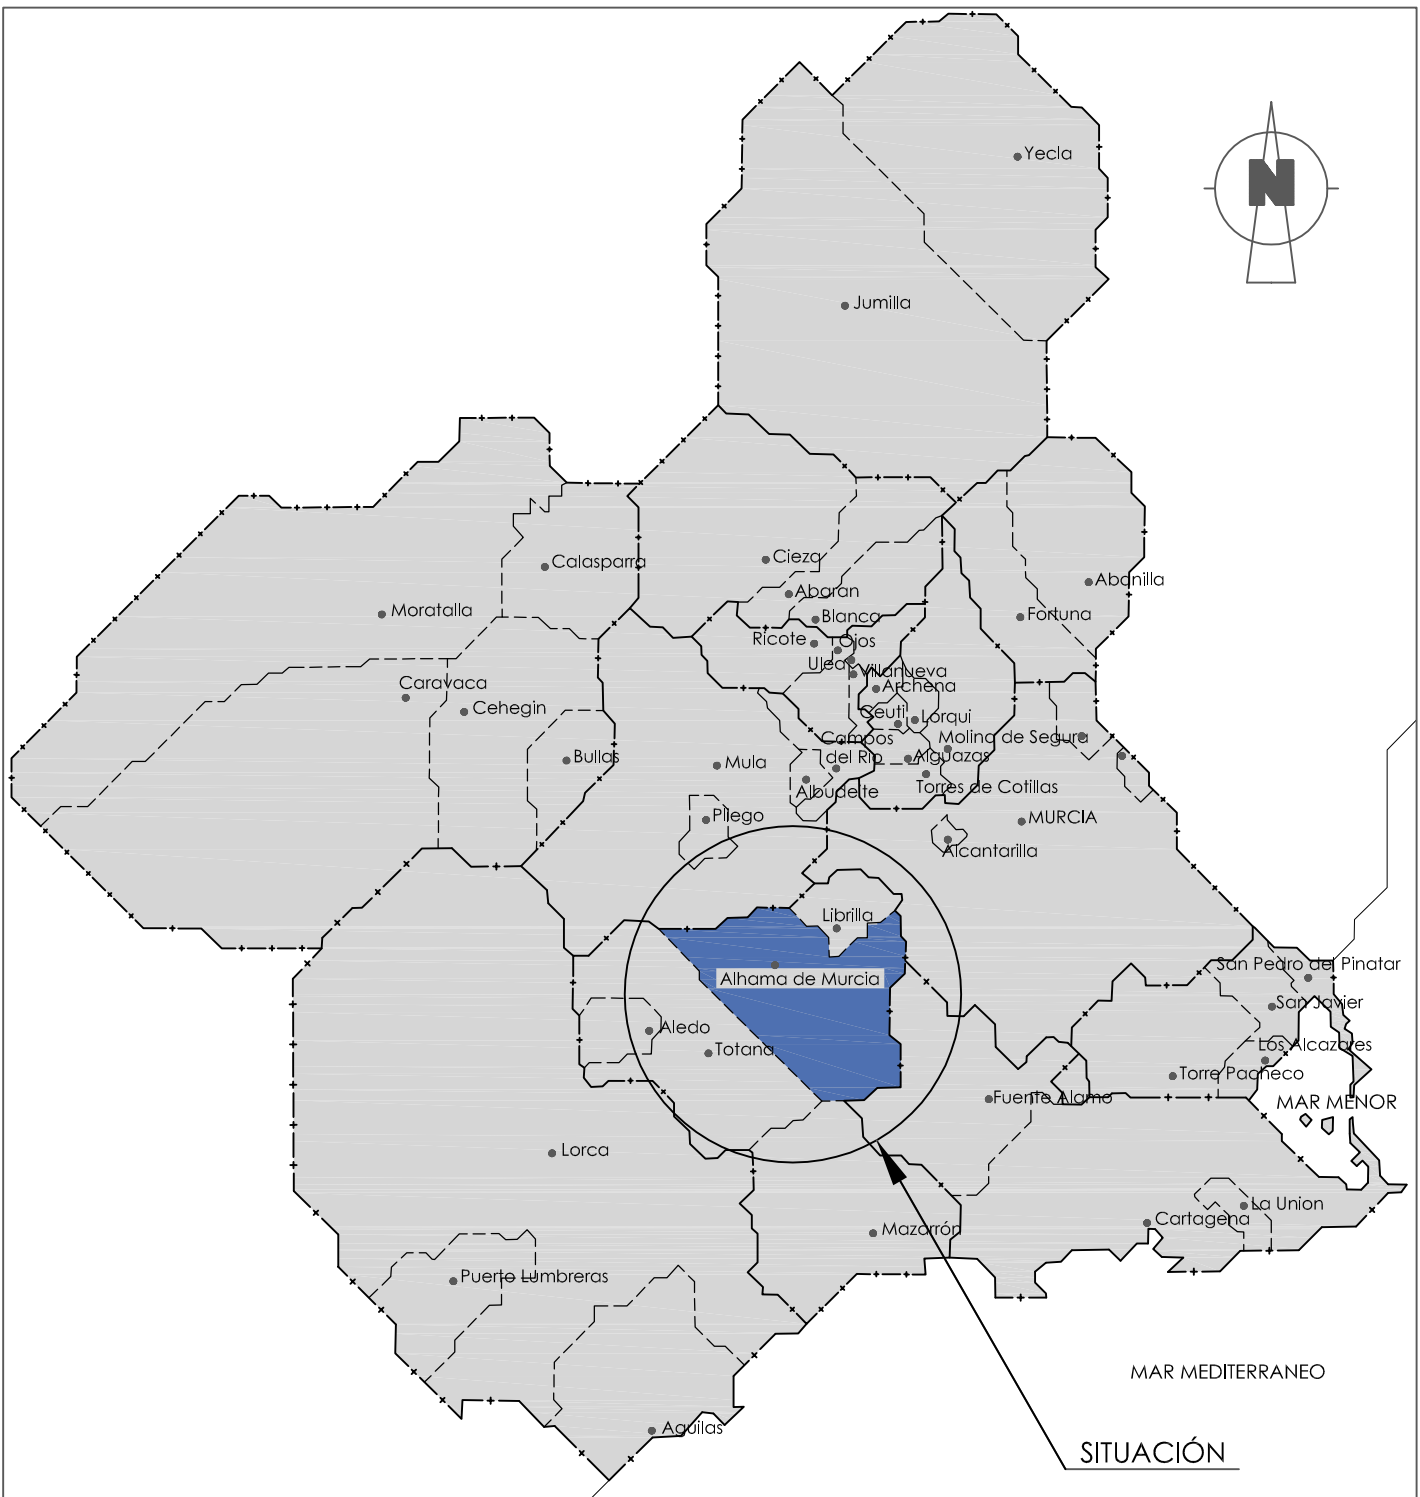 N
Yecla
Jumilla
Calasparra
Cieza
Abanilla
Abaran
Moratalla
Blanca
Fortuna
Ricote
Ojos
Ulea
Villanueva
Caravaca
Archena
Cehegin
Ceuti
Lorqui
Campos
del Rio
Molina de Segura
Bullas
Mula
Alguazas
Albudeite
Torres de Cotillas
Pliego
MURCIA
Alcantarilla
Librilla
San Pedro del Pinatar
Alhama de Murcia
San Javier
Aledo
Totana
Los Alcazares
Torre Pacheco
Fuente Alamo
MAR MENOR
Lorca
La Union
Cartagena
Mazarrón
Puerto Lumbreras
MAR MEDITERRANEO
Aguilas
SITUACIÓN